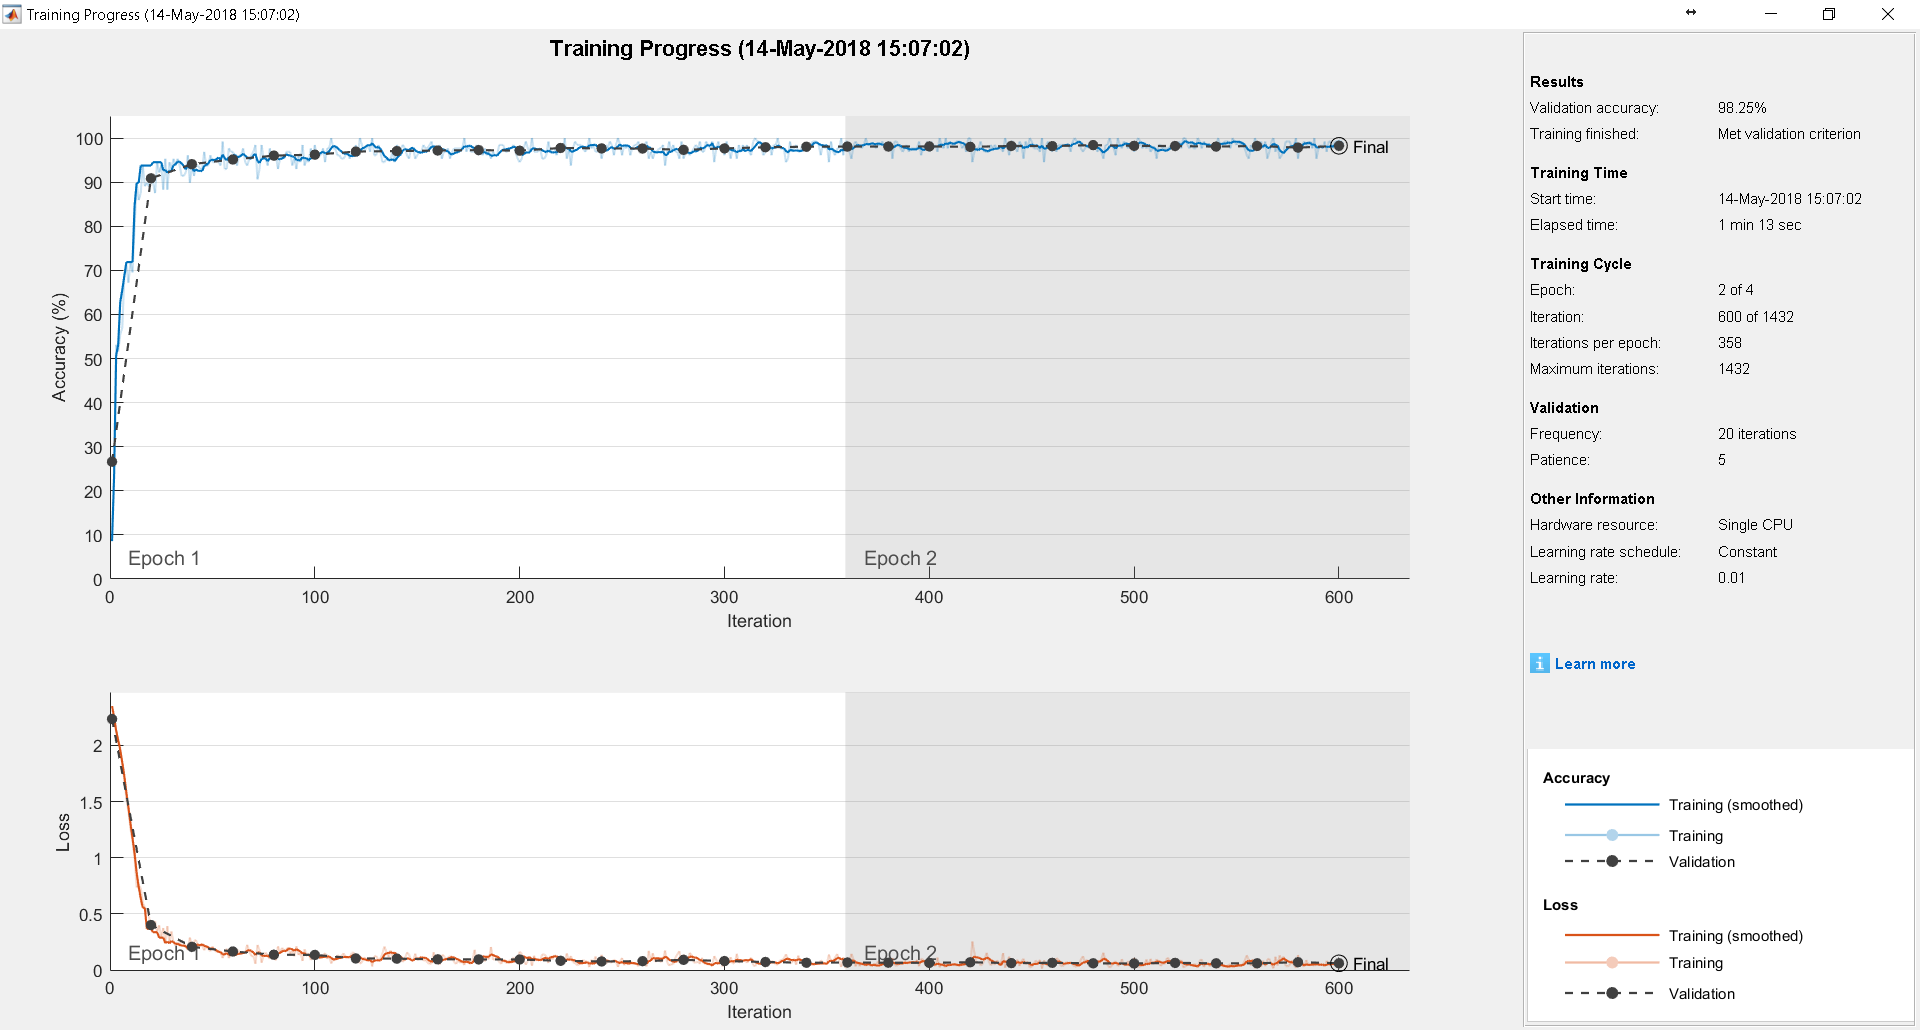 Training Progress (14-May-2018 15:07:02)
Training Progress (14-May-2018 15:07:02)
100
90
80
70
60
50
40
30
20
10
0
Accuracy (%)
Final
Epoch 1
Epoch 2
0 100 200 300 400 500 600
Iteration
2
1.5
1
0.5
0
Loss
Epoch 1
Epoch 2
Final
0 100 200 300 400 500 600
Iteration
Results
Validation accuracy: 98.25%
Training finished: Met validation criterion
Training Time
Start time: 14-May-2018 15:07:02
Elapsed time: 1 min 13 sec
Training Cycle
Epoch: 2 of 4
Iteration: 600 of 1432
Iterations per epoch: 358
Maximum iterations: 1432
Validation
Frequency: 20 iterations
Patience: 5
Other Information
Hardware resource: Single CPU
Learning rate schedule: Constant
Learning rate: 0.01
i Learn more
Accuracy
Training (smoothed)
Training
Validation
Loss
Training (smoothed)
Training
Validation